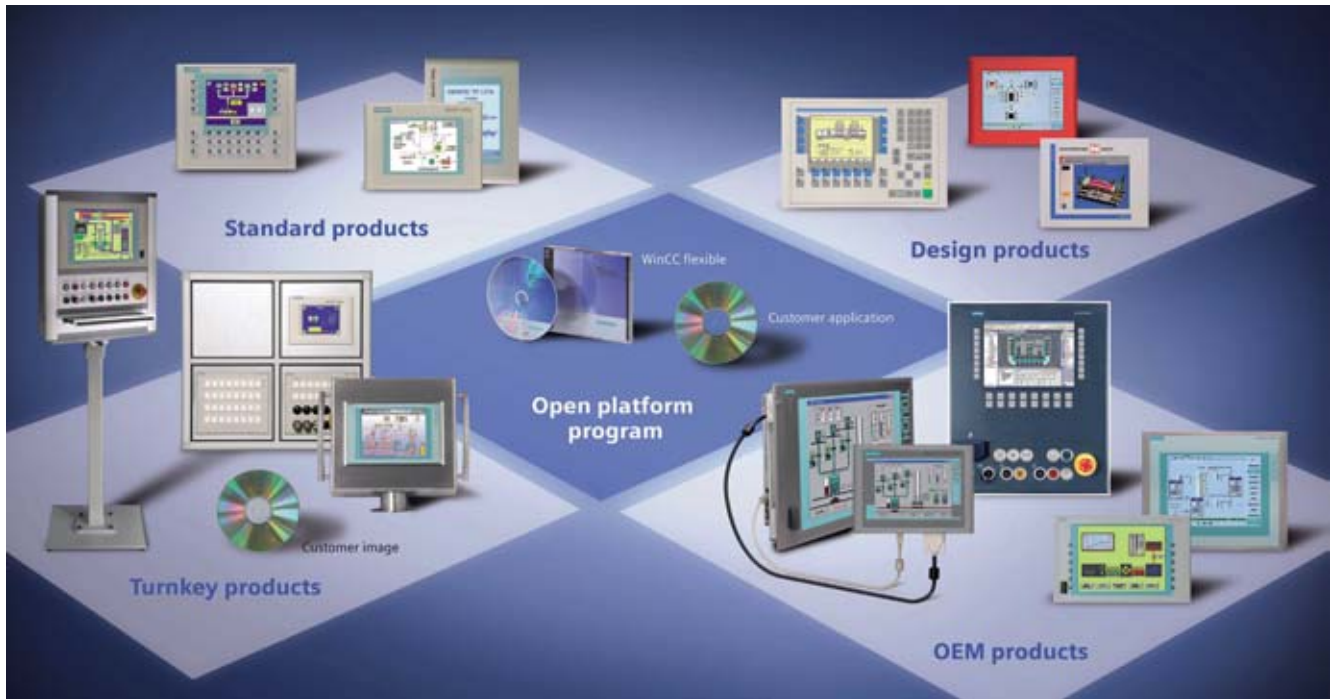 Standard products
Design products
WinCC flexible
Customer application
Open platform
program
Customer image
Turnkey products
OEM products